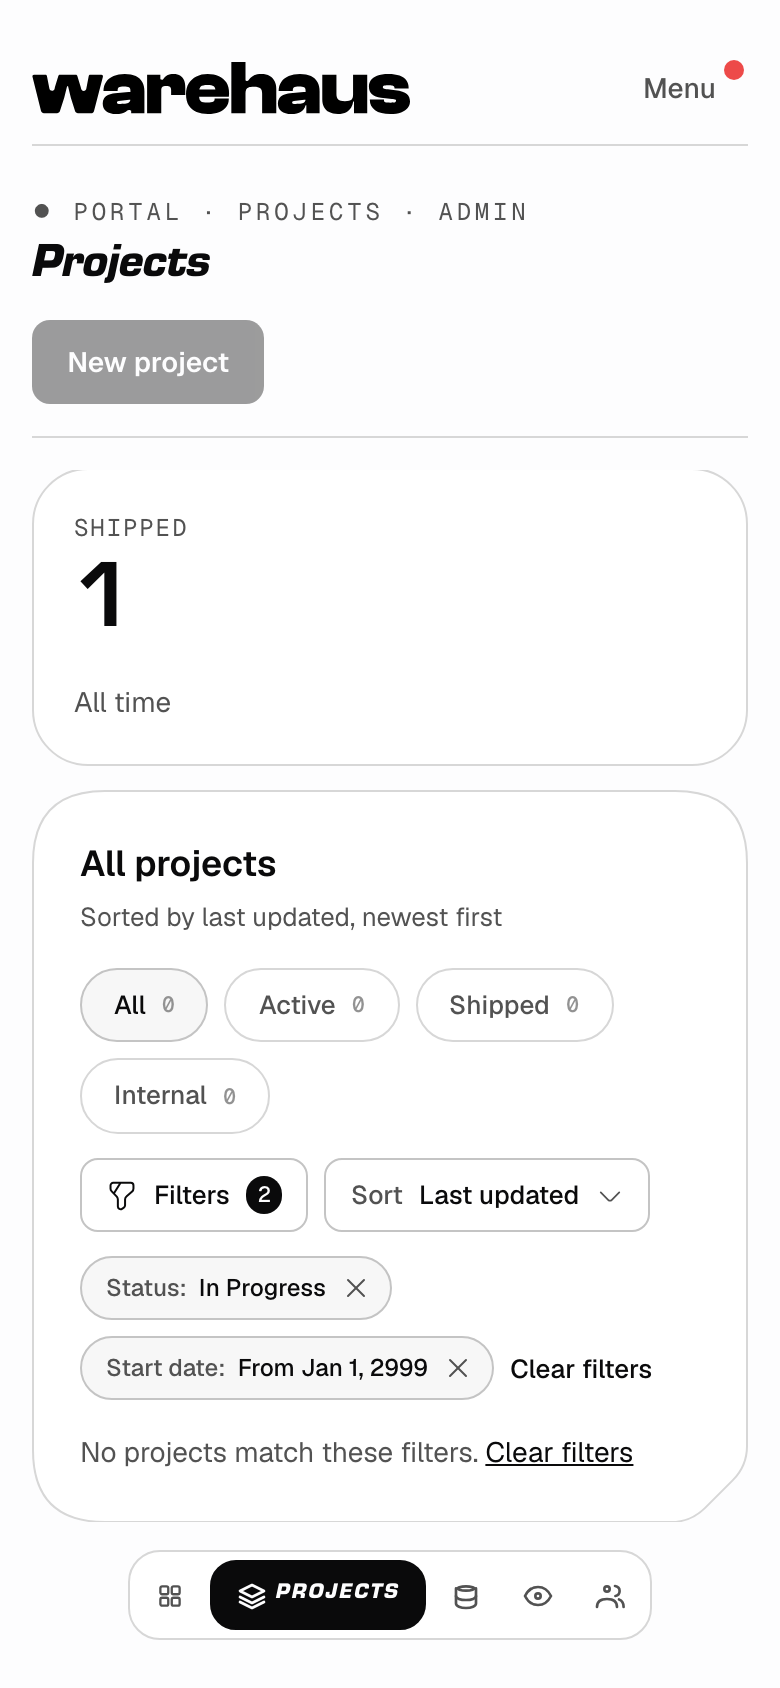 warehaus
Menu
PORTAL · PROJECTS · ADMIN
Projects
New project
SHIPPED
1
All time
All projects
Sorted by last updated, newest first
All 0 Active 0 Shipped 0
Internal 0
Filters 2 Sort Last updated
Status: In Progress
Start date: From Jan 1, 2999 Clear filters
No projects match these filters. Clear filters
PROJECTS